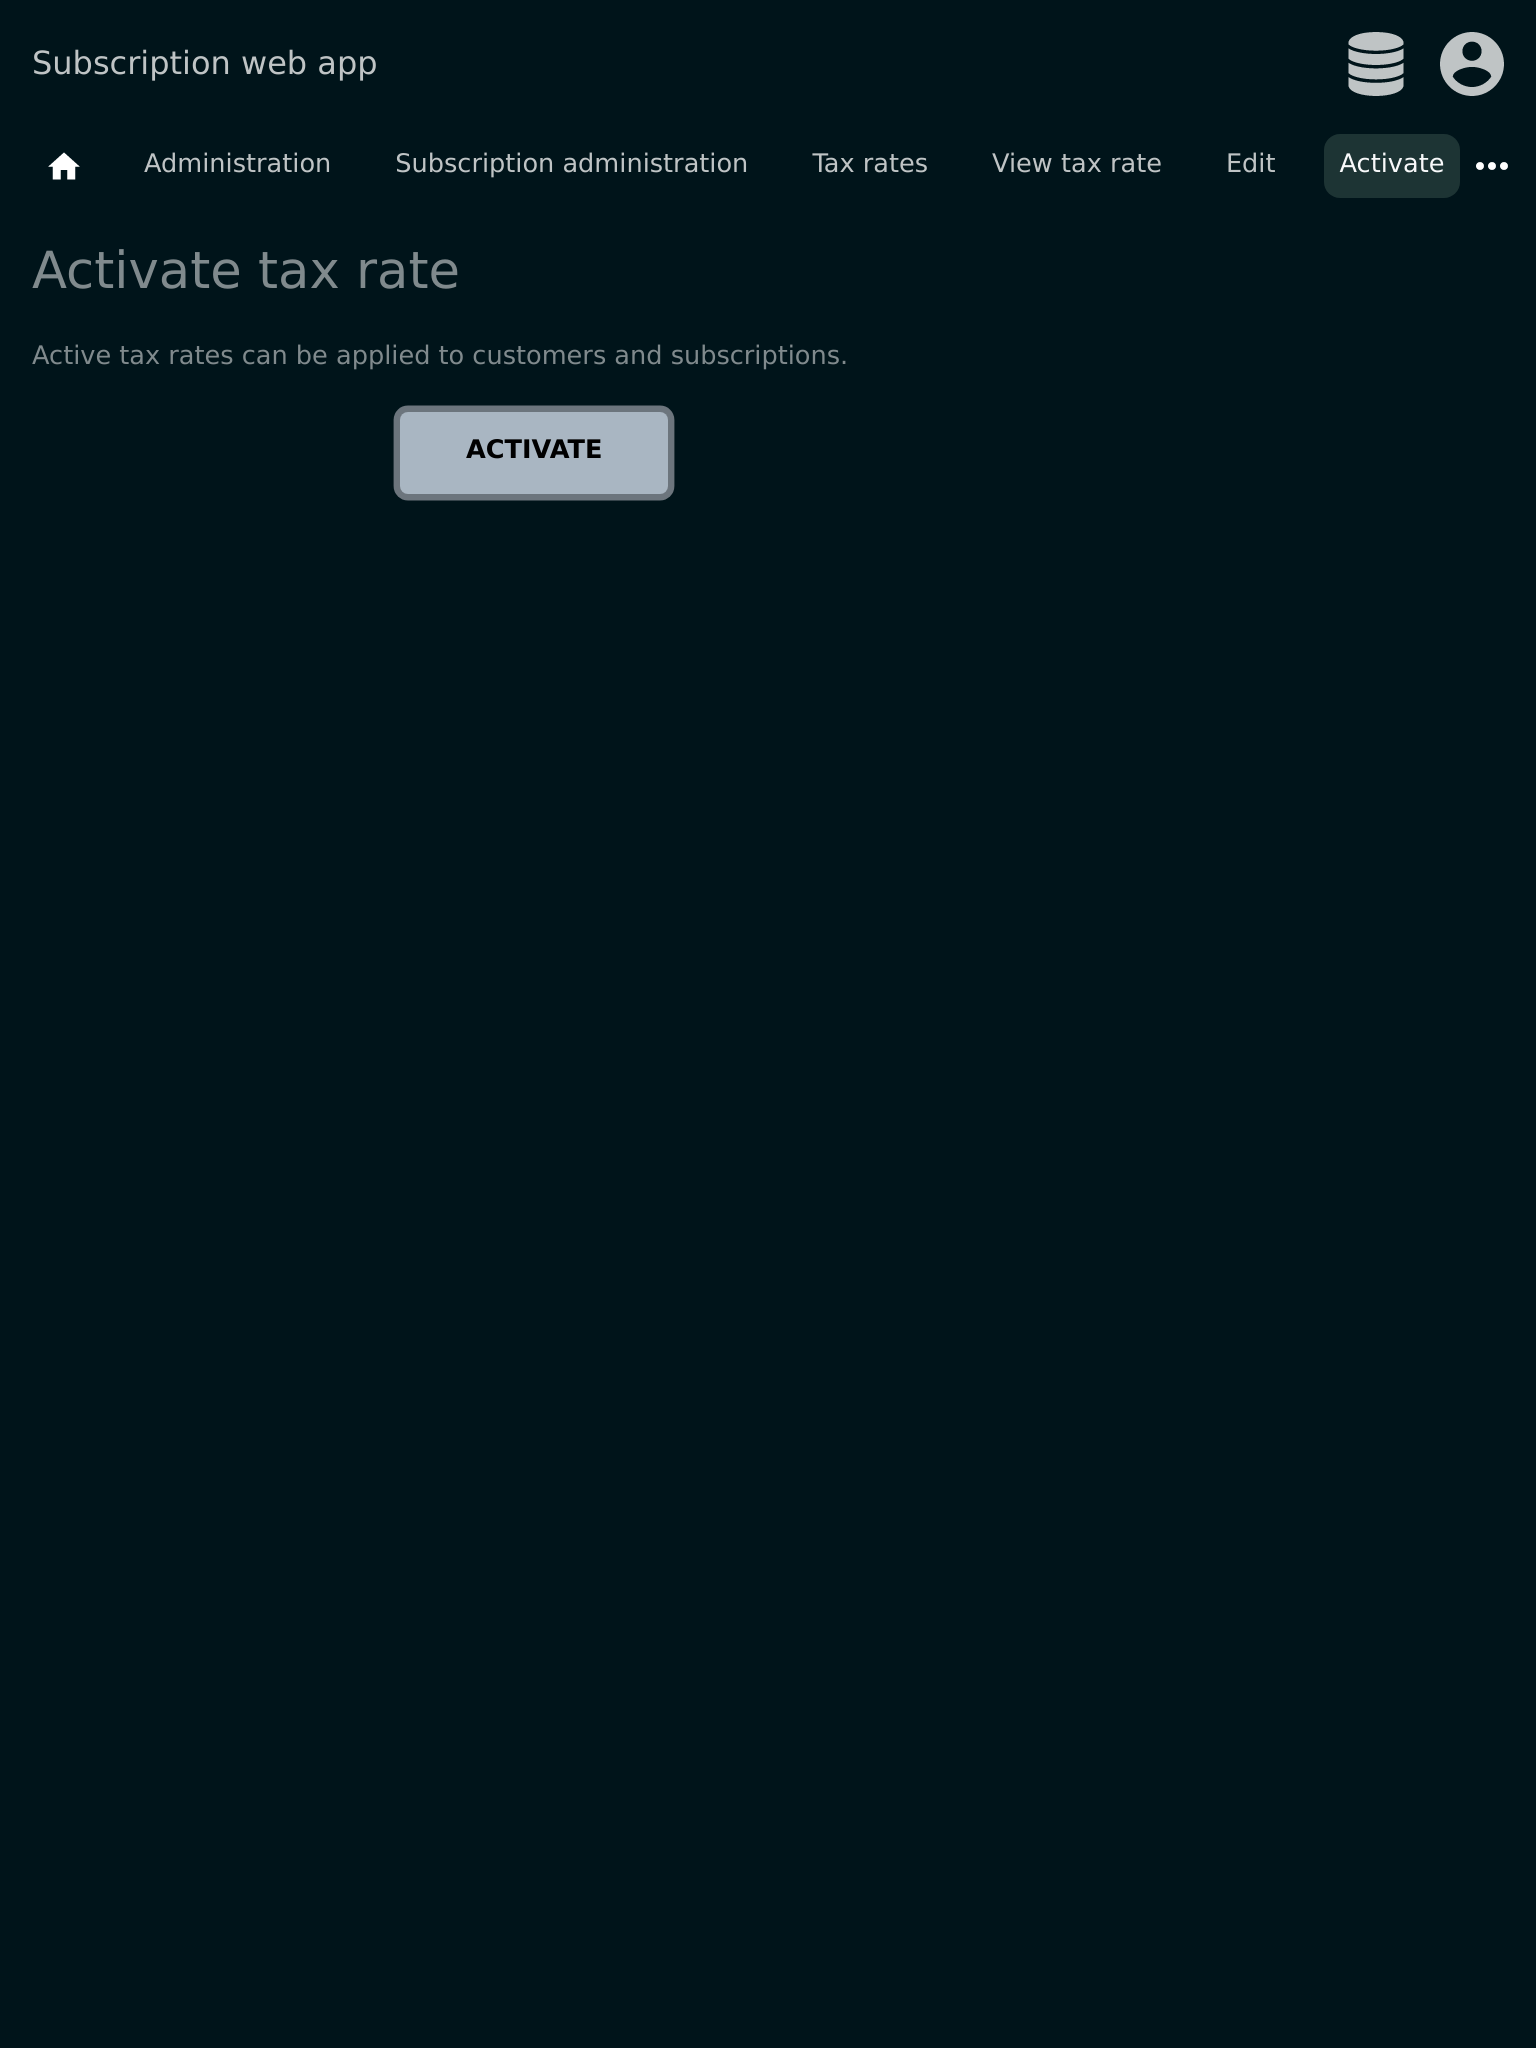 Subscription web app
Administration Subscription administration Tax rates View tax rate Edit Activate
Activate tax rate
Active tax rates can be applied to customers and subscriptions.
ACTIVATE